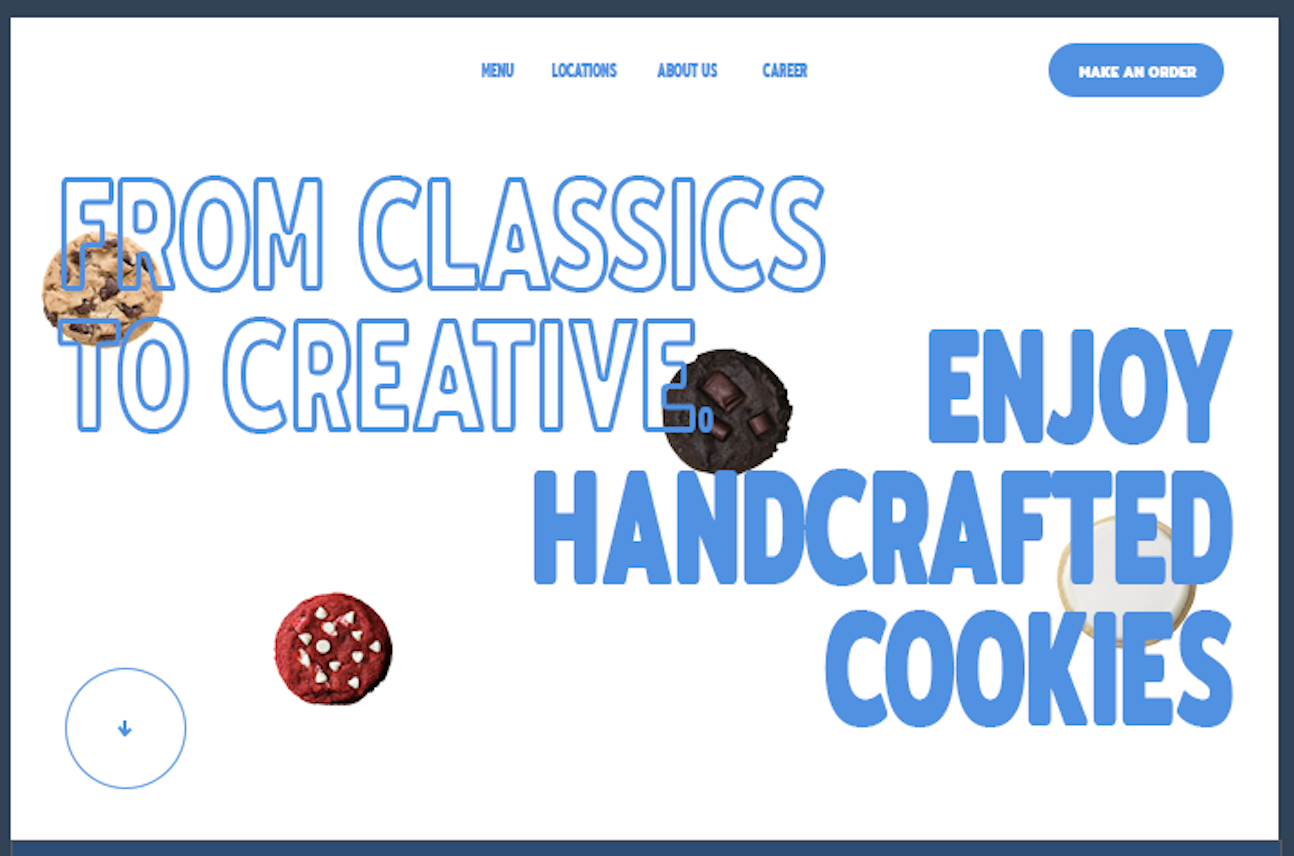 MENU LOCATIONS ABOUT US CAREER MAKE AN ORDER
FROM CLASSICS
TO CREATIVE.
ENJOY
HANDCRAFTED
COOKIES